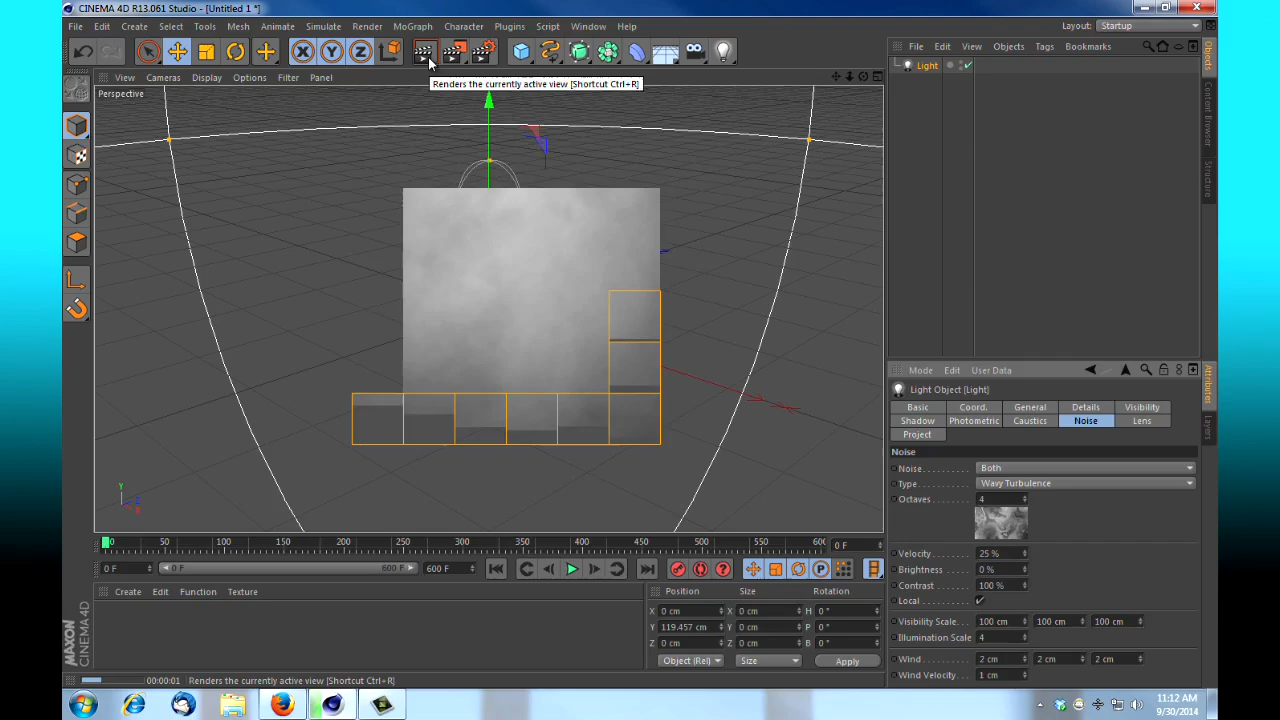 CINEMA 4D R13.061 Studio - [Untitled 1 *]
File Edit Create Select Tools Mesh Animate Simulate Render MoGraph Character Plugins Script Window Help
Layout: Startup
X Y Z
File Edit View Objects Tags Bookmarks
View Cameras Display Options Filter Panel
Renders the currently active view [Shortcut Ctrl+R]
Perspective
Light
Objects
Content Browser
Structure
Mode Edit User Data
Light Object [Light]
Basic Coord. General Details Visibility
Shadow Photometric Caustics Noise Lens
Project
Attributes
Layers
Noise
Noise . . . . . . . . . . Both
Type . . . . . . . . . . . Wavy Turbulence
Octaves . . . . . . . . 4
Velocity . . . . . . . . 25 %
Brightness . . . . . . 0 %
Contrast . . . . . . . . 100 %
Local . . . . . . . . . .
Visibility Scale. . . 100 cm 100 cm 100 cm
Illumination Scale 4
Wind . . . . . . . . . . 2 cm 2 cm 2 cm
Wind Velocity . . . 1 cm
Y
0 50 100 150 200 250 300 350 400 450 500 550 600
0 F
0 F 0 F 600 F 600 F
P
Create Edit Function Texture
Position Size Rotation
X 0 cm X 0 cm H 0 °
Y 119.457 cm Y 0 cm P 0 °
Z 0 cm Z 0 cm B 0 °
Object (Rel) Size Apply
MAXON
CINEMA 4D
00:00:01 Renders the currently active view [Shortcut Ctrl+R]
11:12 AM
9/30/2014